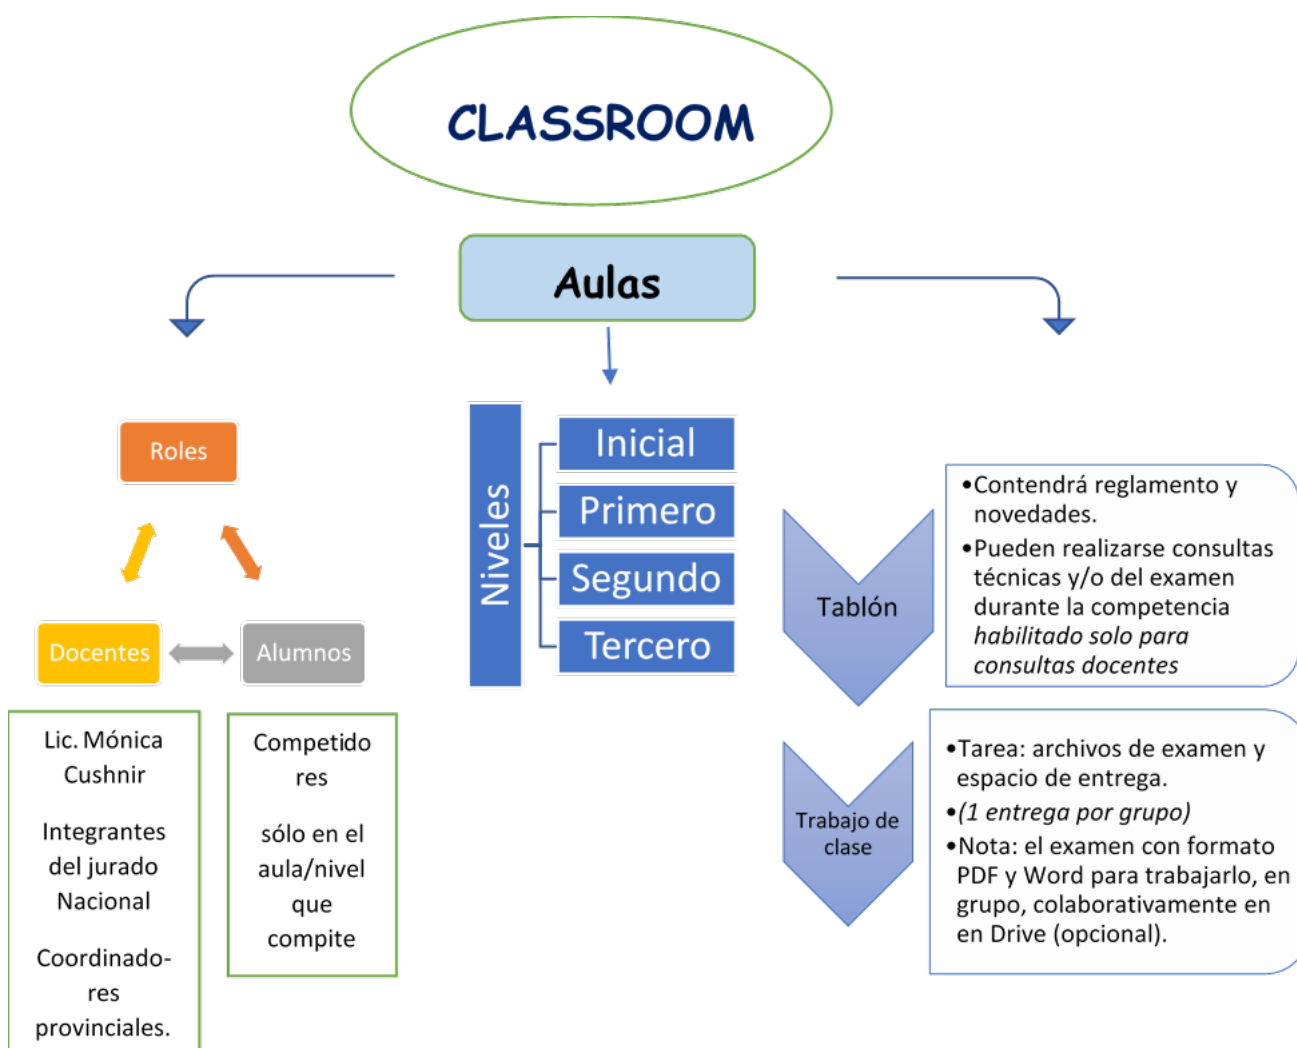 CLASSROOM
Aulas
Roles
Docentes
Alumnos
Lic. Mónica
Cushnir
Integrantes
del jurado
Nacional
Coordinado-
res
provinciales.
Competido
res
sólo en el
aula/nivel
que
compite
Niveles
Inicial
Primero
Segundo
Tercero
Tablón
•Contendrá reglamento y
novedades.
•Pueden realizarse consultas
técnicas y/o del examen
durante la competencia
habilitado solo para
consultas docentes
Trabajo de
clase
•Tarea: archivos de examen y
espacio de entrega.
•(1 entrega por grupo)
•Nota: el examen con formato
PDF y Word para trabajarlo, en
grupo, colaborativamente en
en Drive (opcional).